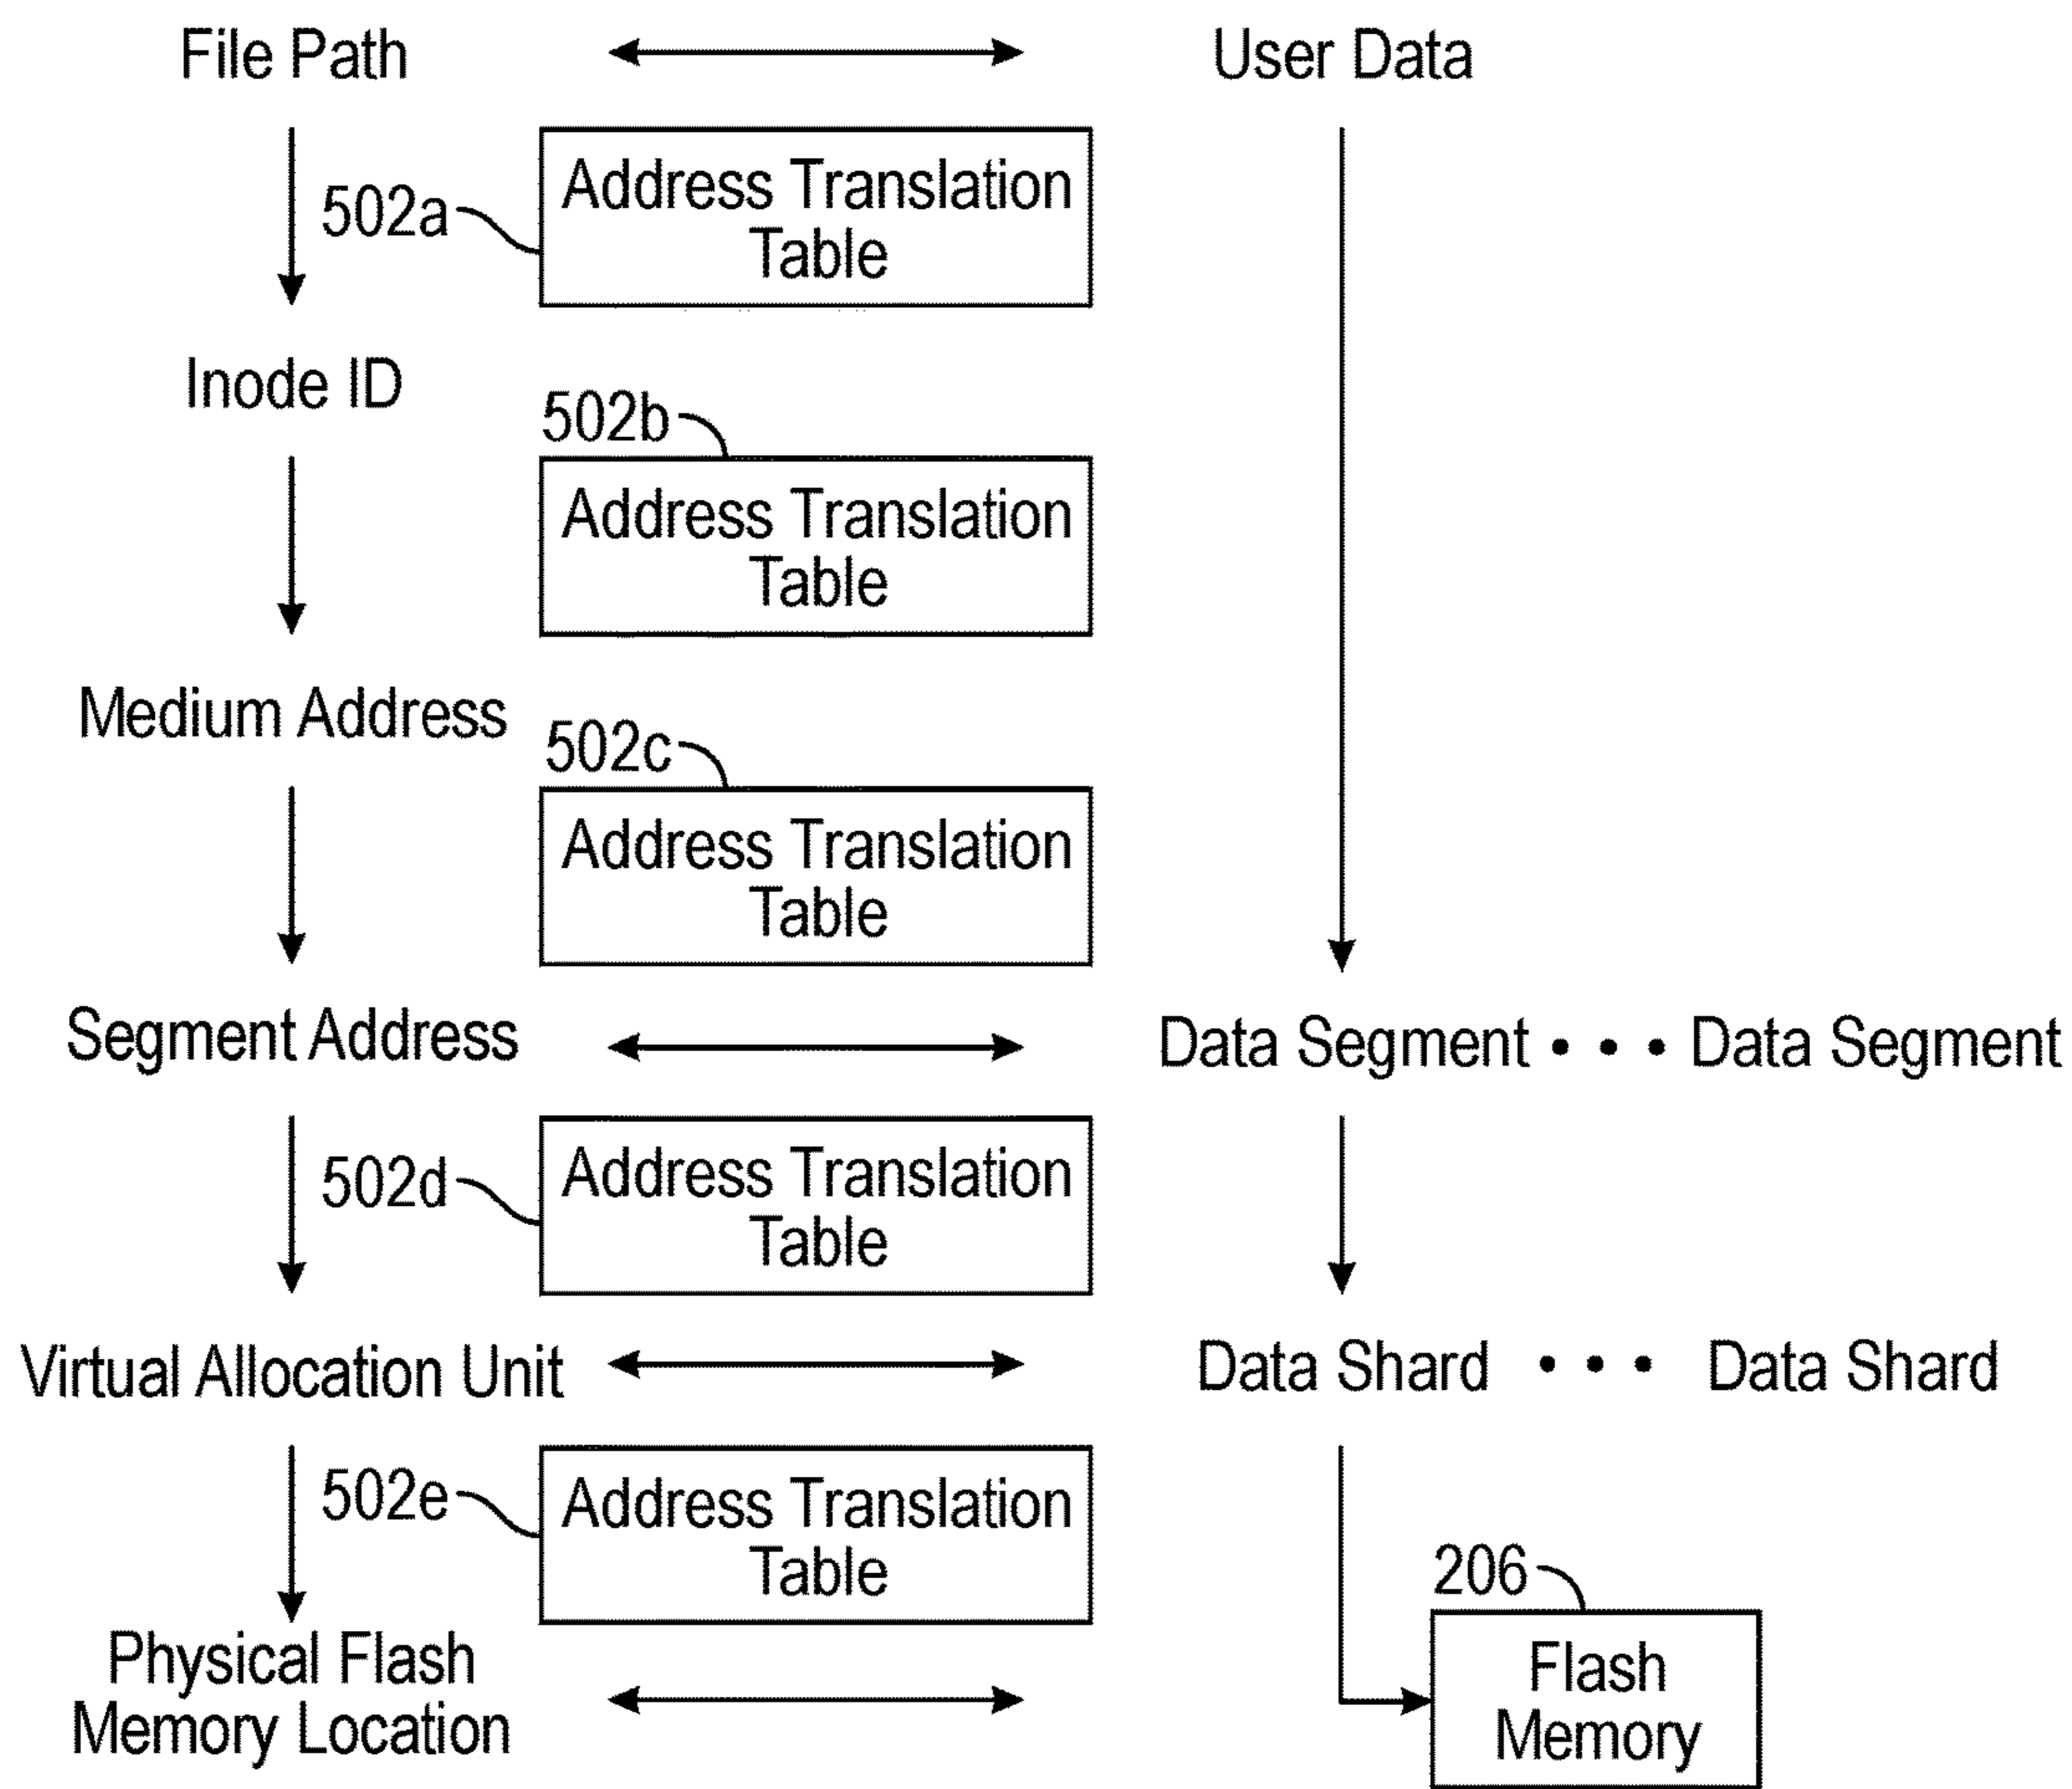 File Path
User Data
502a
Address Translation
Table
Inode ID
502b
Address Translation
Table
Medium Address
502c
Address Translation
Table
Segment Address
Data Segment • • • Data Segment
502d
Address Translation
Table
Virtual Allocation Unit
Data Shard • • • Data Shard
502e
Address Translation
Table
Physical Flash
Memory Location
206
Flash
Memory